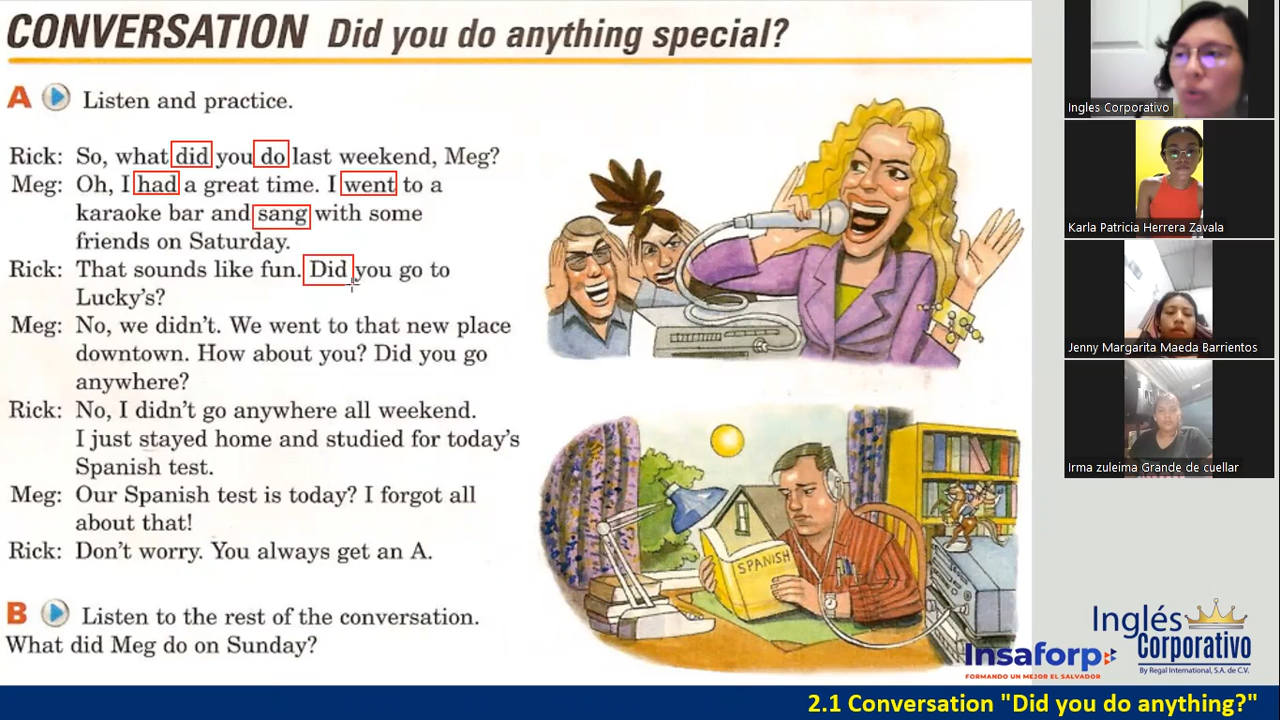 CONVERSATION Did you do anything special?
A Listen and practice.
Rick: So, what did you do last weekend, Meg?
Meg: Oh, I had a great time. I went to a
karaoke bar and sang with some
friends on Saturday.
Rick: That sounds like fun. Did you go to
Lucky's?
Meg: No, we didn't. We went to that new place
downtown. How about you? Did you go
anywhere?
Rick: No, I didn't go anywhere all weekend.
I just stayed home and studied for today's
Spanish test.
Meg: Our Spanish test is today? I forgot all
about that!
Rick: Don't worry. You always get an A.
B Listen to the rest of the conversation.
What did Meg do on Sunday?
SPANISH
Ingles Corporativo
Karla Patricia Herrera Zavala
Jenny Margarita Maeda Barrientos
Irma zuleima Grande de cuellar
Insaforp
FORMANDO UN MEJOR EL SALVADOR
Inglés
Corporativo
By Regal International, S.A. de C.V.
2.1 Conversation "Did you do anything?"